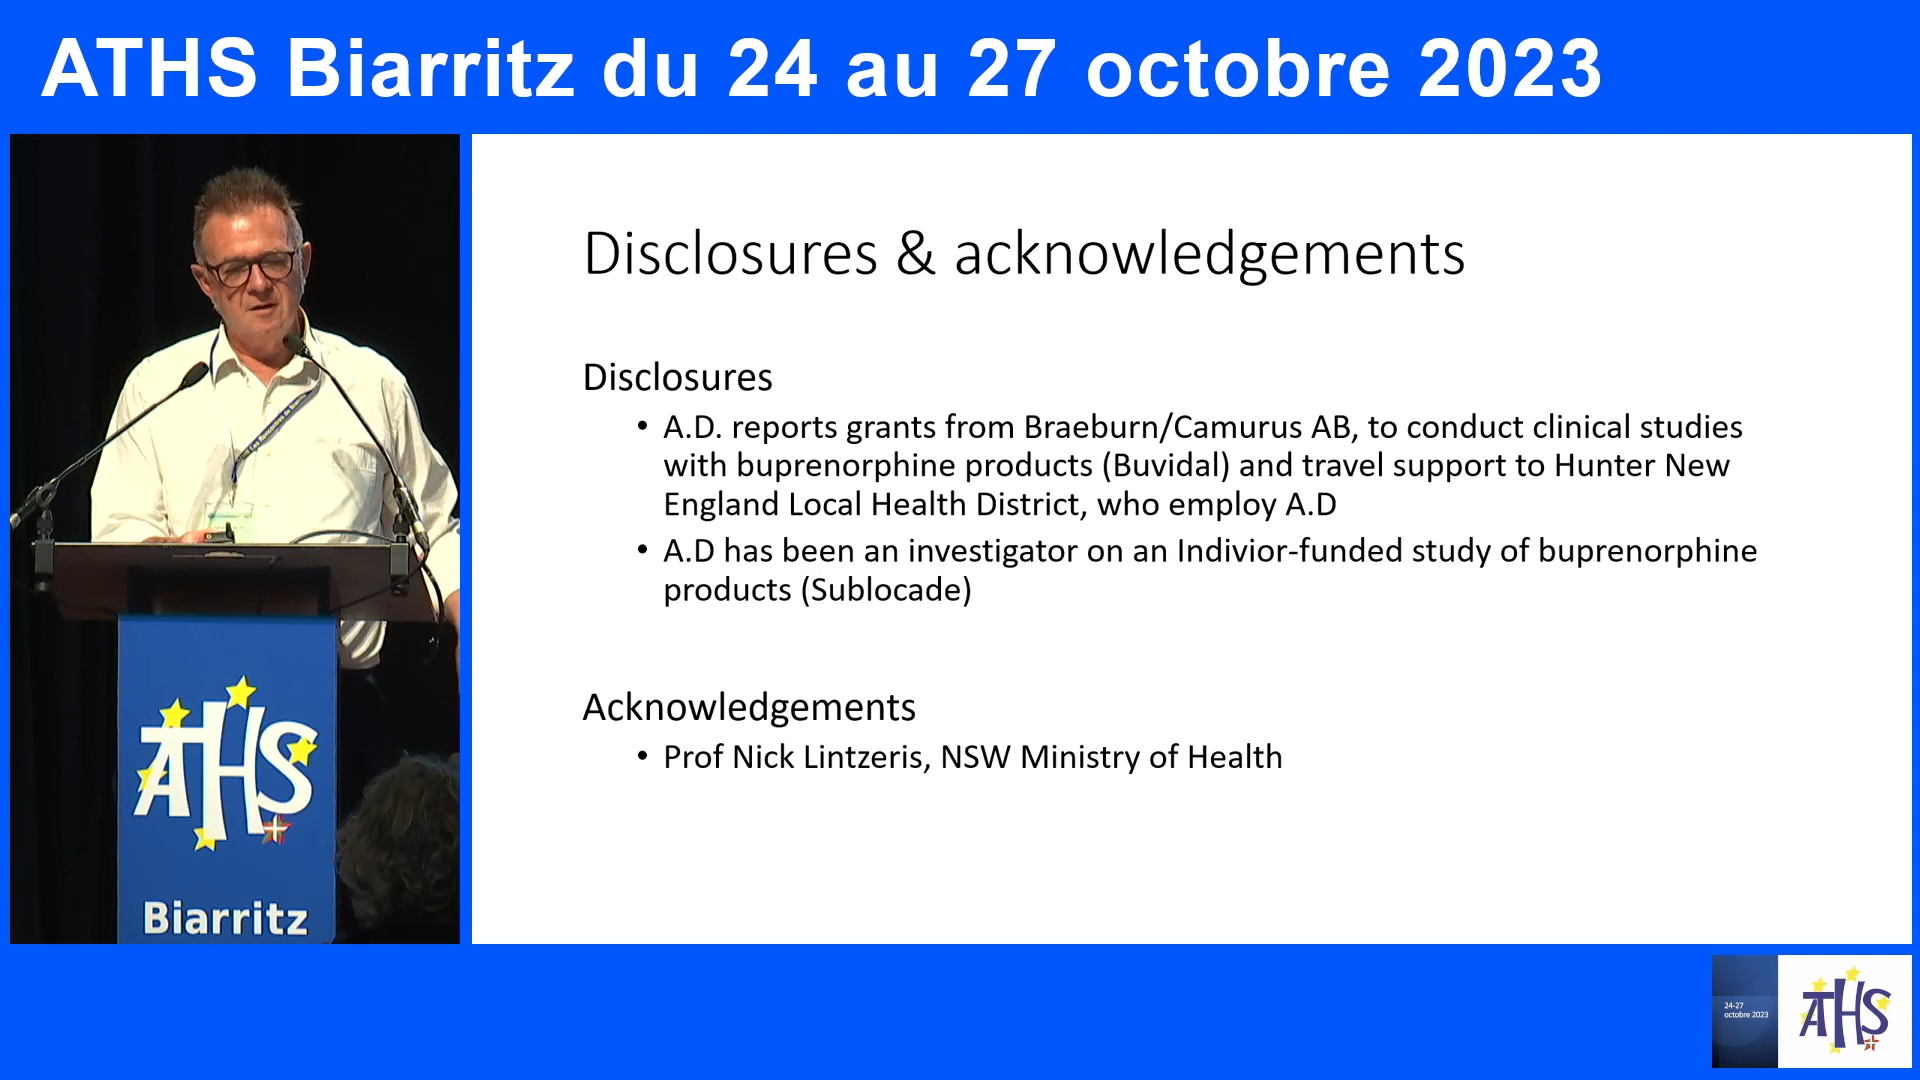 ATHS Biarritz du 24 au 27 octobre 2023
Disclosures & acknowledgements
Disclosures
• A.D. reports grants from Braeburn/Camurus AB, to conduct clinical studies
with buprenorphine products (Buvidal) and travel support to Hunter New
England Local Health District, who employ A.D
• A.D has been an investigator on an Indivior-funded study of buprenorphine
products (Sublocade)
Acknowledgements
• Prof Nick Lintzeris, NSW Ministry of Health
ATHS
Biarritz
24-27
octobre 2023
ATHS